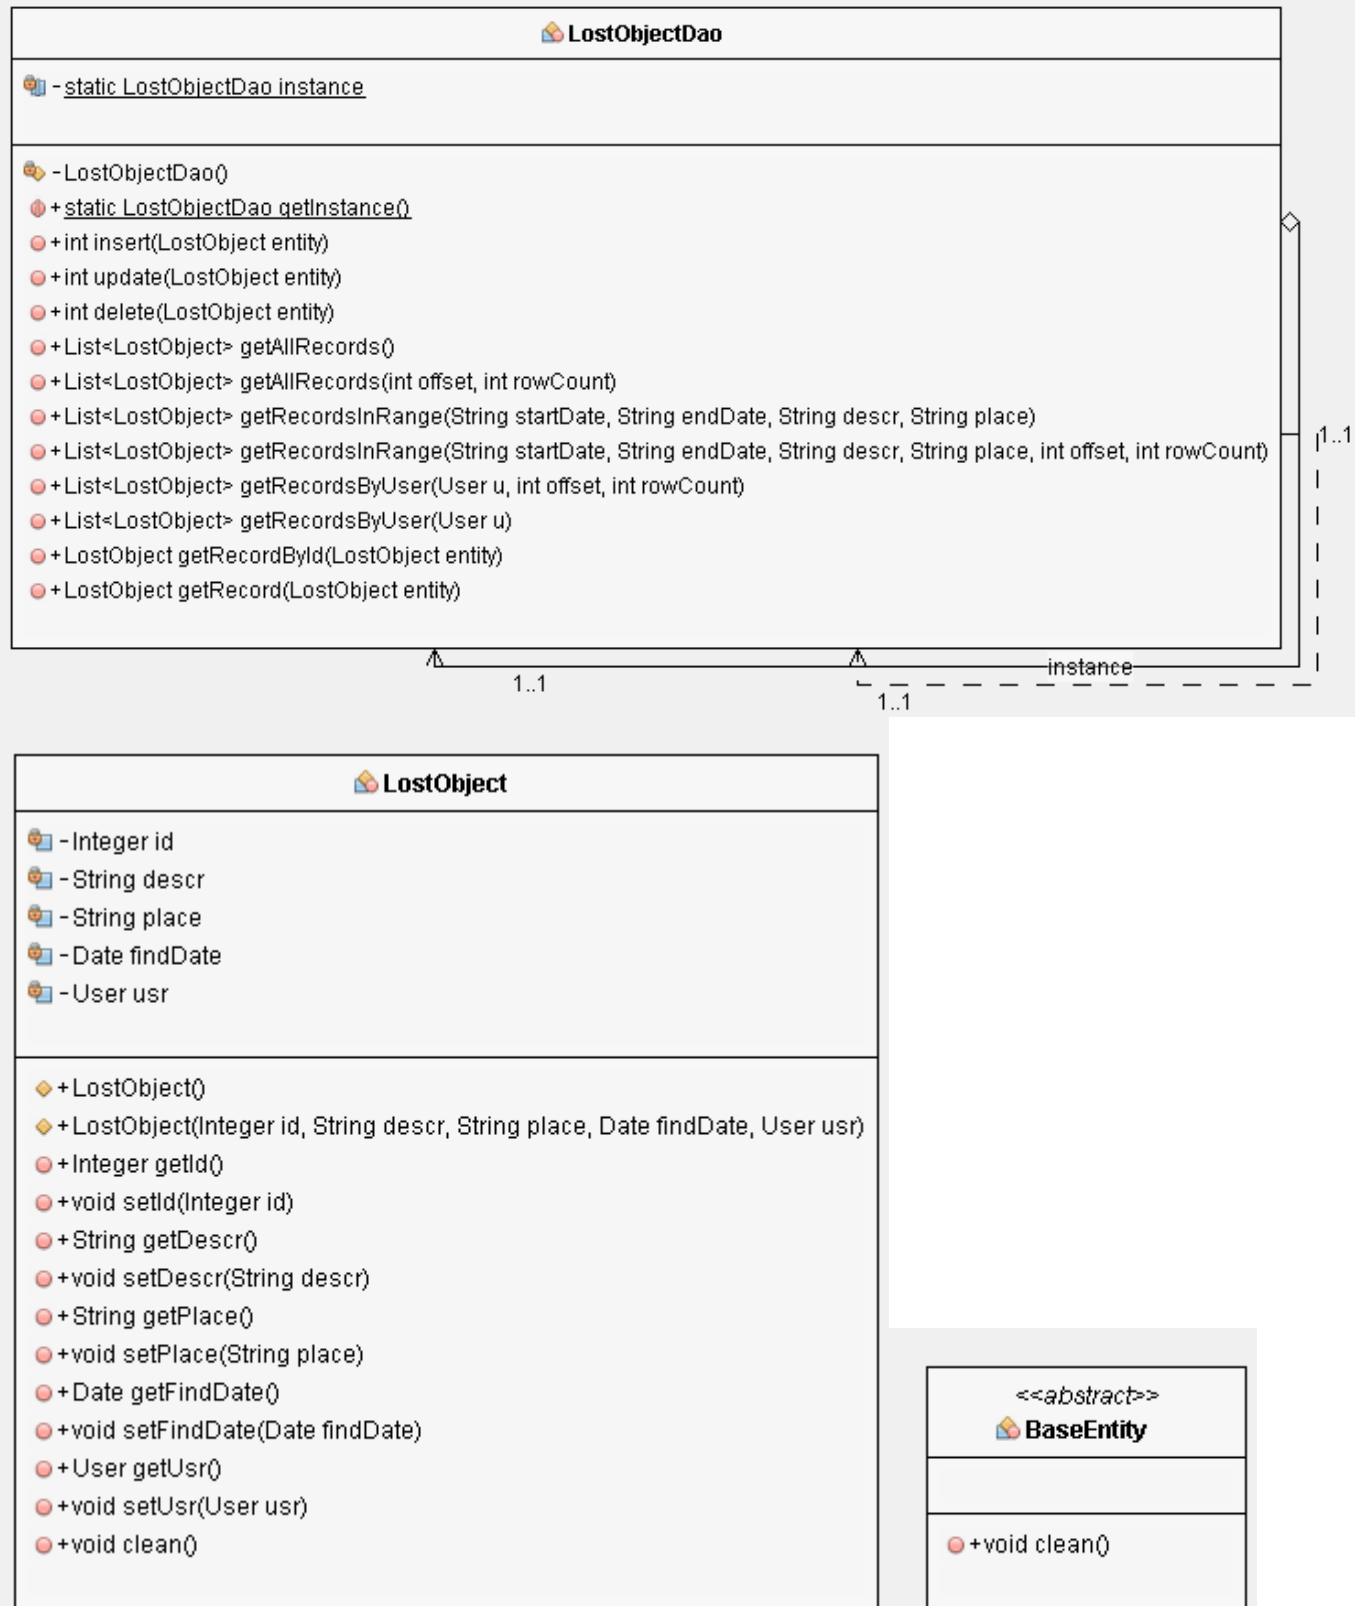 LostObjectDao
- static LostObjectDao instance
- LostObjectDao()
+ static LostObjectDao getInstance()
+ int insert(LostObject entity)
+ int update(LostObject entity)
+ int delete(LostObject entity)
+ List<LostObject> getAllRecords()
+ List<LostObject> getAllRecords(int offset, int rowCount)
+ List<LostObject> getRecordsInRange(String startDate, String endDate, String descr, String place)
+ List<LostObject> getRecordsInRange(String startDate, String endDate, String descr, String place, int offset, int rowCount)
1..1
+ List<LostObject> getRecordsByUser(User u, int offset, int rowCount)
+ List<LostObject> getRecordsByUser(User u)
+ LostObject getRecordById(LostObject entity)
+ LostObject getRecord(LostObject entity)
instance
1..1
1..1
LostObject
- Integer id
- String descr
- String place
- Date findDate
- User usr
+ LostObject()
+ LostObject(Integer id, String descr, String place, Date findDate, User usr)
+ Integer getId()
+ void setId(Integer id)
+ String getDescr()
+ void setDescr(String descr)
+ String getPlace()
+ void setPlace(String place)
+ Date getFindDate()
+ void setFindDate(Date findDate)
+ User getUsr()
+ void setUsr(User usr)
+ void clean()
<<abstract>>
BaseEntity
+ void clean()